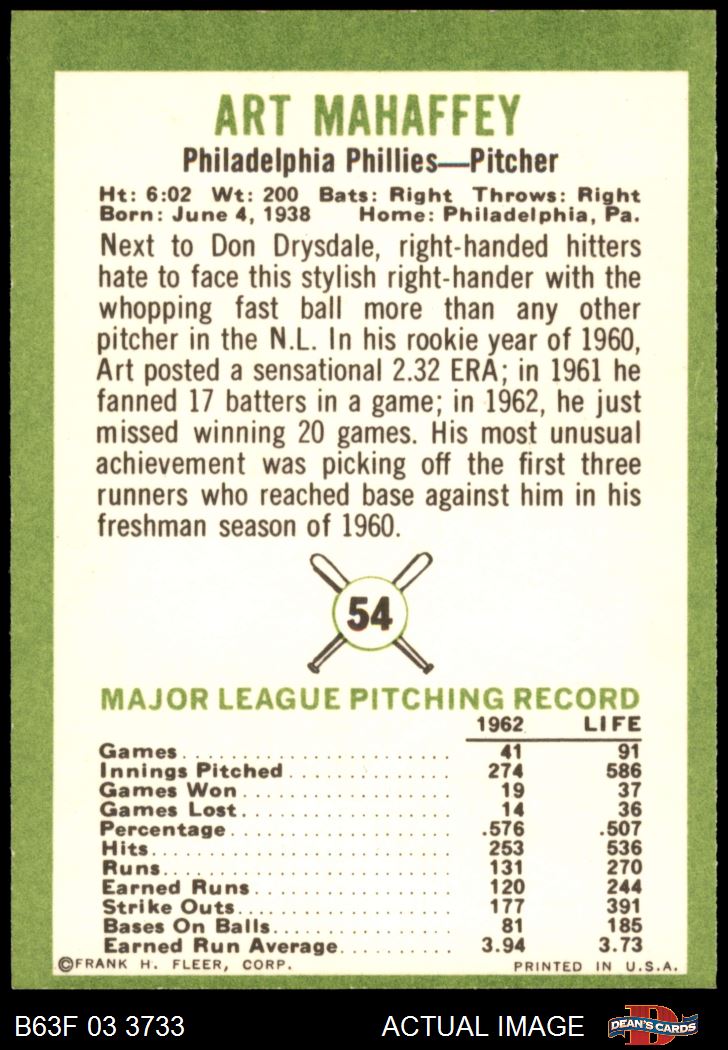 ART MAHAFFEY
Philadelphia Phillies—Pitcher
Ht: 6:02 Wt: 200 Bats: Right Throws: Right
Born: June 4, 1938 Home: Philadelphia, Pa.
Next to Don Drysdale, right-handed hitters
hate to face this stylish right-hander with the
whopping fast ball more than any other
pitcher in the N.L. In his rookie year of 1960,
Art posted a sensational 2.32 ERA; in 1961 he
fanned 17 batters in a game; in 1962, he just
missed winning 20 games. His most unusual
achievement was picking off the first three
runners who reached base against him in his
freshman season of 1960.
54
MAJOR LEAGUE PITCHING RECORD
1962 LIFE
Games 41 91
Innings Pitched 274 586
Games Won 19 37
Games Lost 14 36
Percentage .576 .507
Hits 253 536
Runs 131 270
Earned Runs 120 244
Strike Outs 177 391
Bases On Balls 81 185
Earned Run Average 3.94 3.73
©FRANK H. FLEER, CORP. PRINTED IN U.S.A.
B63F 03 3733 ACTUAL IMAGE DEAN'S CARDS